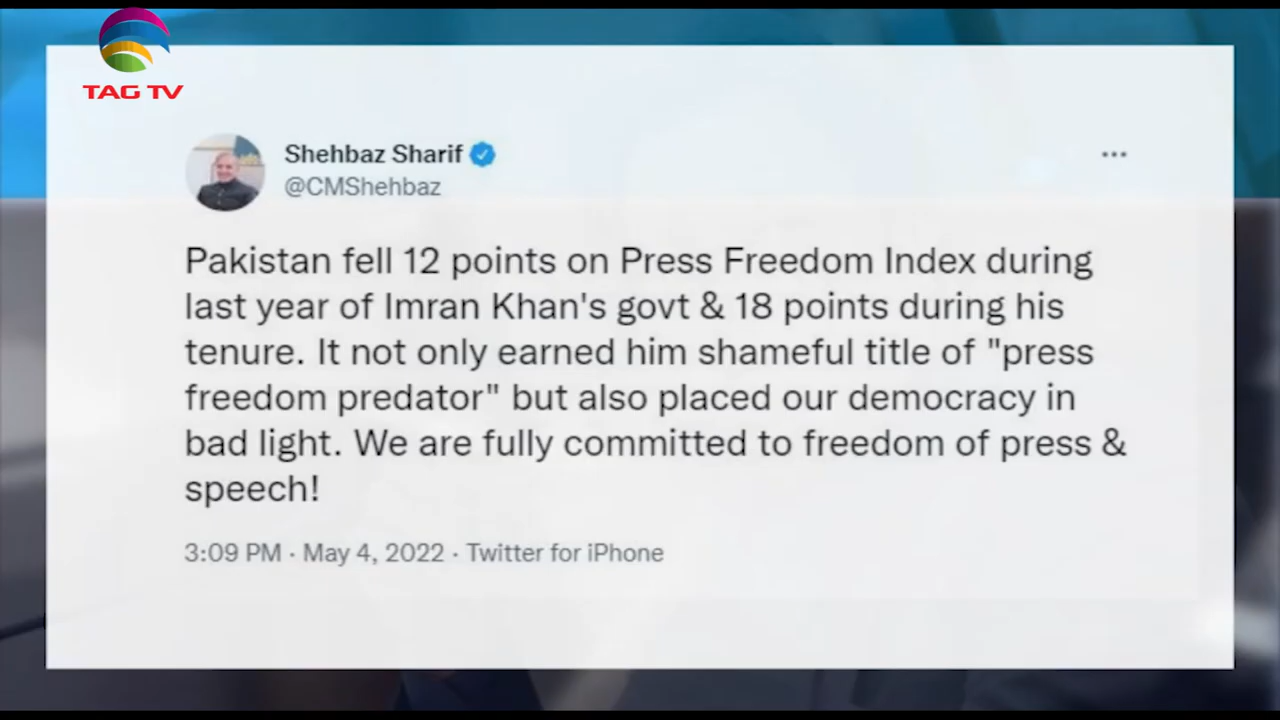 TAG TV
Shehbaz Sharif
@CMShehbaz
Pakistan fell 12 points on Press Freedom Index during
last year of Imran Khan's govt & 18 points during his
tenure. It not only earned him shameful title of "press
freedom predator" but also placed our democracy in
bad light. We are fully committed to freedom of press &
speech!
3:09 PM · May 4, 2022 · Twitter for iPhone